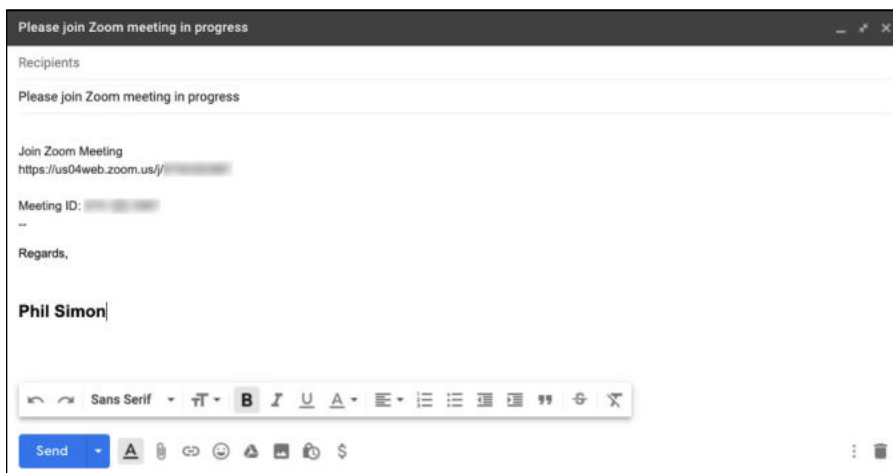 Please join Zoom meeting in progress
Recipients
Please join Zoom meeting in progress
Join Zoom Meeting
https://us04web.zoom.us/j/
Meeting ID:
--
Regards,
Phil Simon
Sans Serif
Send